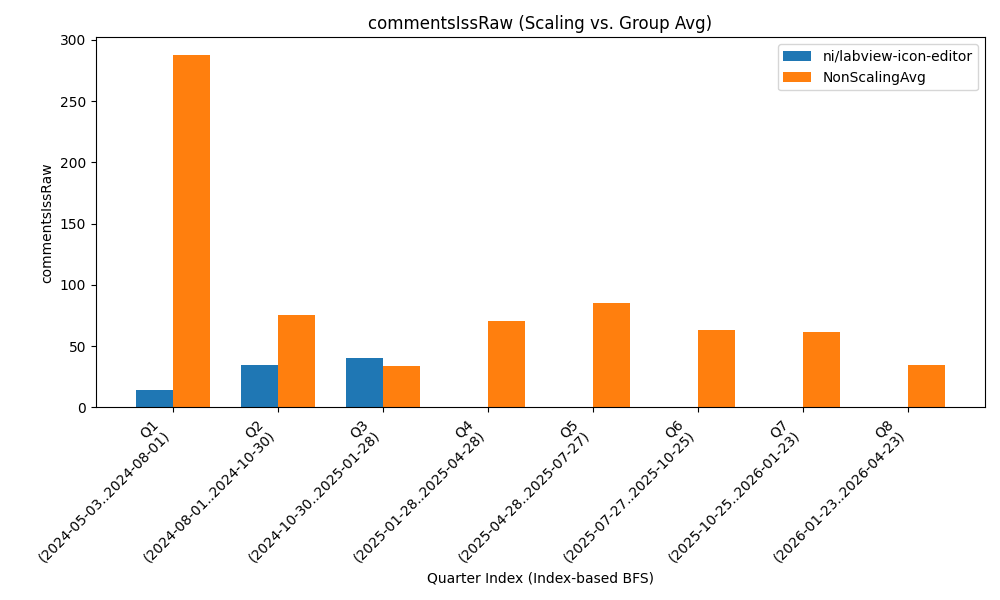 commentsIssRaw (Scaling vs. Group Avg)
ni/labview-icon-editor
NonScalingAvg
commentsIssRaw
300
250
200
150
100
50
0
Q1
(2024-05-03..2024-08-01)
Q2
(2024-08-01..2024-10-30)
Q3
(2024-10-30..2025-01-28)
Q4
(2025-01-28..2025-04-28)
Q5
(2025-04-28..2025-07-27)
Q6
(2025-07-27..2025-10-25)
Q7
(2025-10-25..2026-01-23)
Q8
(2026-01-23..2026-04-23)
Quarter Index (Index-based BFS)